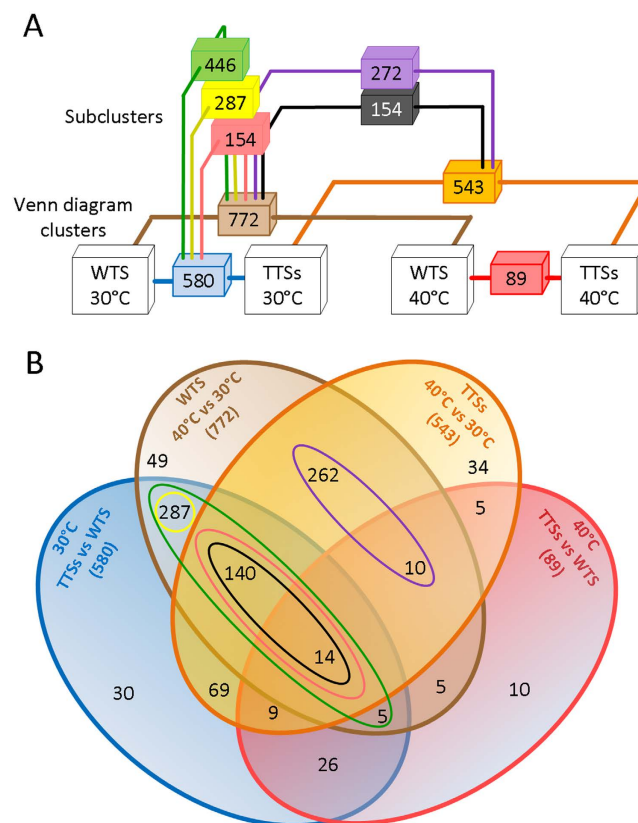 A
446
287
272
Subclusters
154
154
543
Venn diagram
clusters
772
WTS
30°C
580
TTSs
30°C
WTS
40°C
89
TTSs
40°C
B
WTS
40°C vs 30°C
(772)
TTSs
40°C vs 30°C
(543)
49
34
262
5
30°C
TTSs vs WTS
(580)
287
40°C
TTSs vs WTS
(89)
140
10
14
30
69
9
5
5
10
26